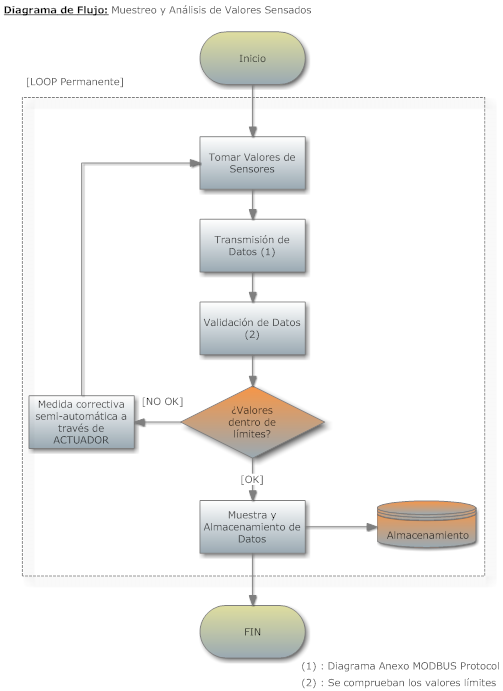 Diagrama de Flujo: Muestreo y Análisis de Valores Sensados
Inicio
[LOOP Permanente]
Tomar Valores de
Sensores
Transmisión de
Datos (1)
Validación de Datos
(2)
¿Valores
dentro de
límites?
[NO OK]
Medida correctiva
semi-automática a
través de
ACTUADOR
[OK]
Muestra y
Almacenamiento de
Datos
Almacenamiento
FIN
(1) : Diagrama Anexo MODBUS Protocol
(2) : Se comprueban los valores límites